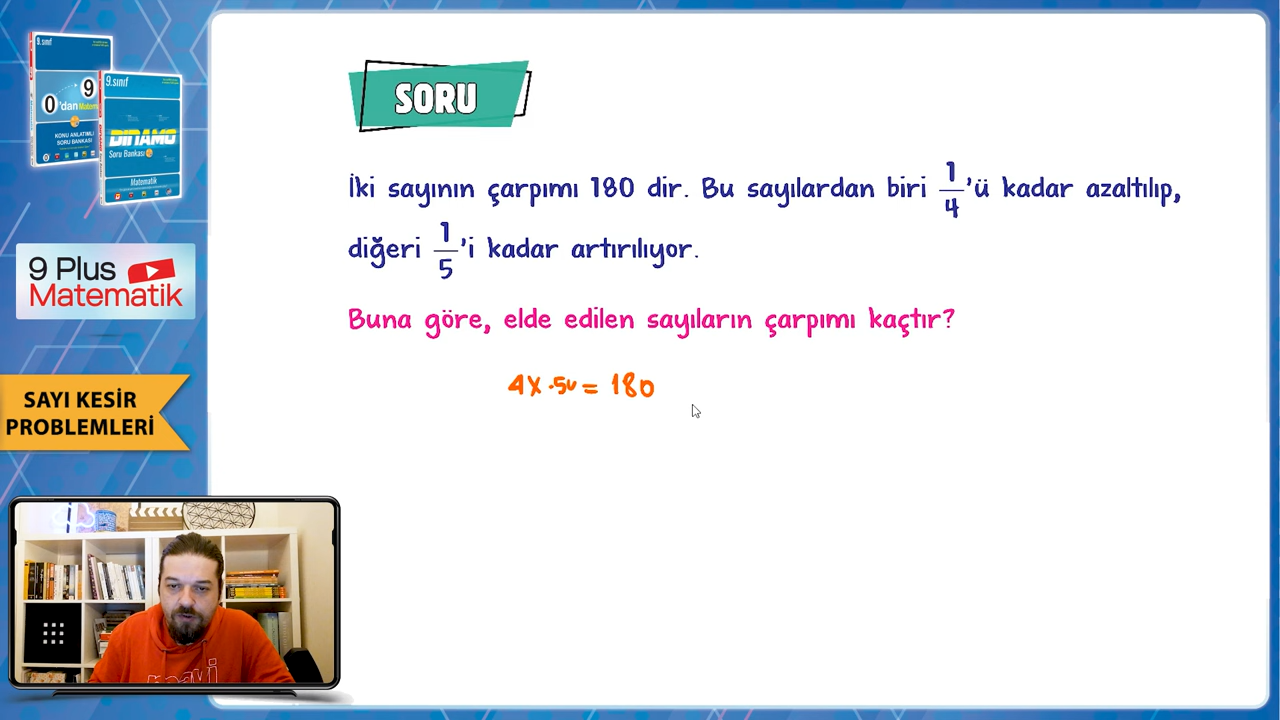 9.sınıf
0'dan 9
Matem
KONU ANLATIMLI
SORU BANKASI
9.sınıf
DİNAMO
Soru Bankası
Matematik
SORU
İki sayının çarpımı 180 dir. Bu sayılardan biri 1/4'ü kadar azaltılıp,
diğeri 1/5'i kadar artırılıyor.
Buna göre, elde edilen sayıların çarpımı kaçtır?
4x · 5y = 180
9 Plus
Matematik
SAYI KESİR
PROBLEMLERİ